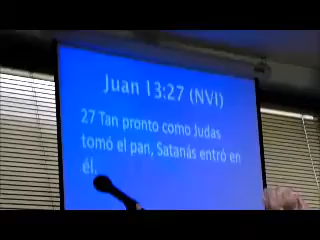 Juan 13:27 (NVI)
27 Tan pronto como Judas
tomó el pan, Satanás entró en
él.